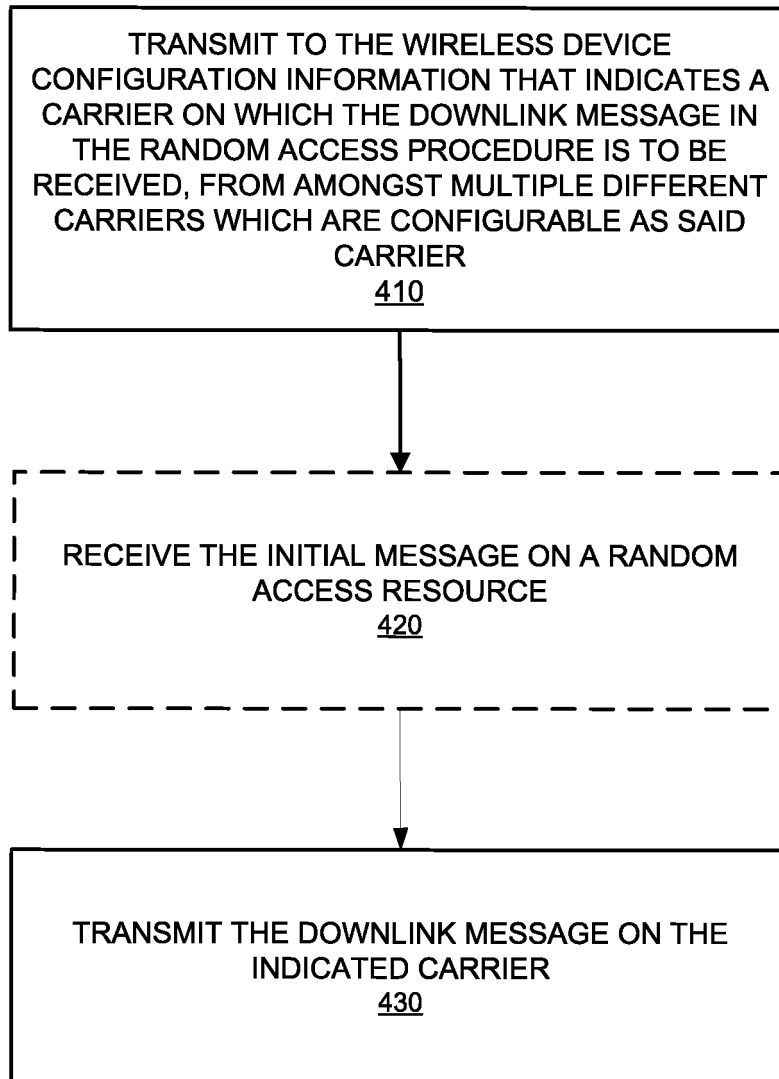 TRANSMIT TO THE WIRELESS DEVICE
CONFIGURATION INFORMATION THAT INDICATES A
CARRIER ON WHICH THE DOWNLINK MESSAGE IN
THE RANDOM ACCESS PROCEDURE IS TO BE
RECEIVED, FROM AMONGST MULTIPLE DIFFERENT
CARRIERS WHICH ARE CONFIGURABLE AS SAID
CARRIER
410
RECEIVE THE INITIAL MESSAGE ON A RANDOM
ACCESS RESOURCE
420
TRANSMIT THE DOWNLINK MESSAGE ON THE
INDICATED CARRIER
430